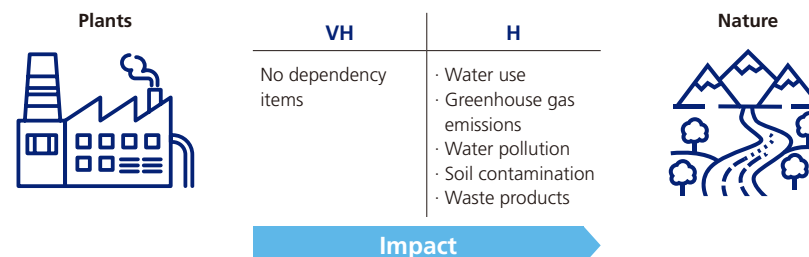 Plants
VH
H
Nature
No dependency
items
· Water use
· Greenhouse gas
emissions
· Water pollution
· Soil contamination
· Waste products
Impact